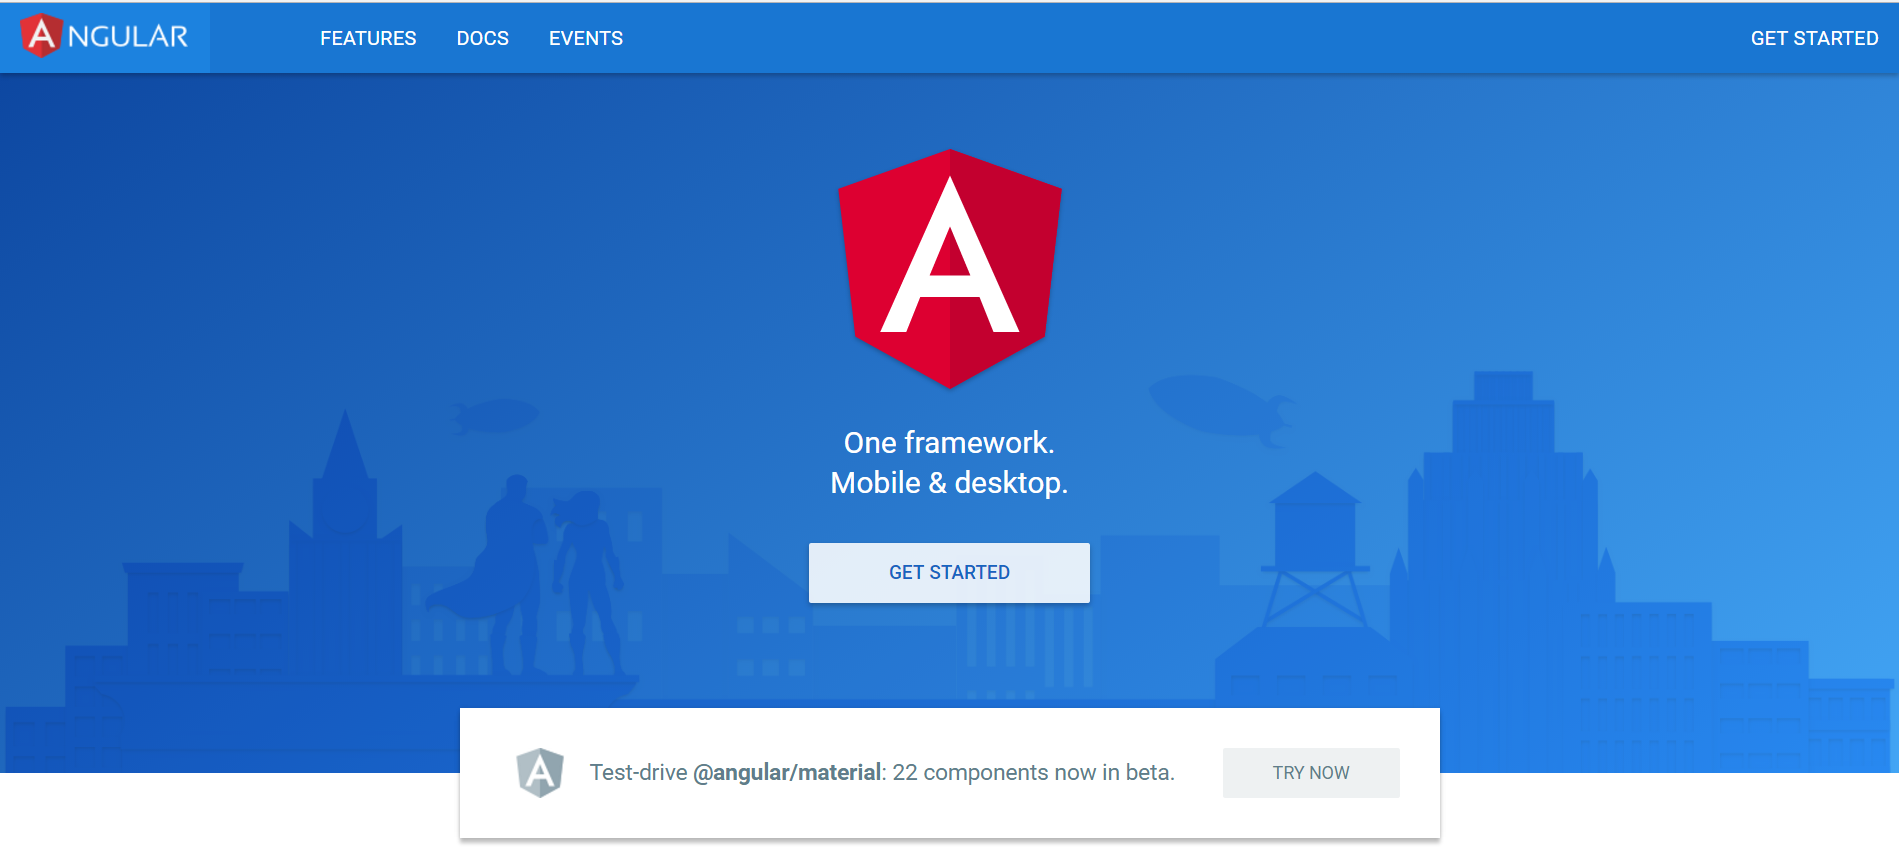 ANGULAR
FEATURES DOCS EVENTS GET STARTED
A
One framework.
Mobile & desktop.
GET STARTED
A
Test-drive @angular/material: 22 components now in beta.
TRY NOW